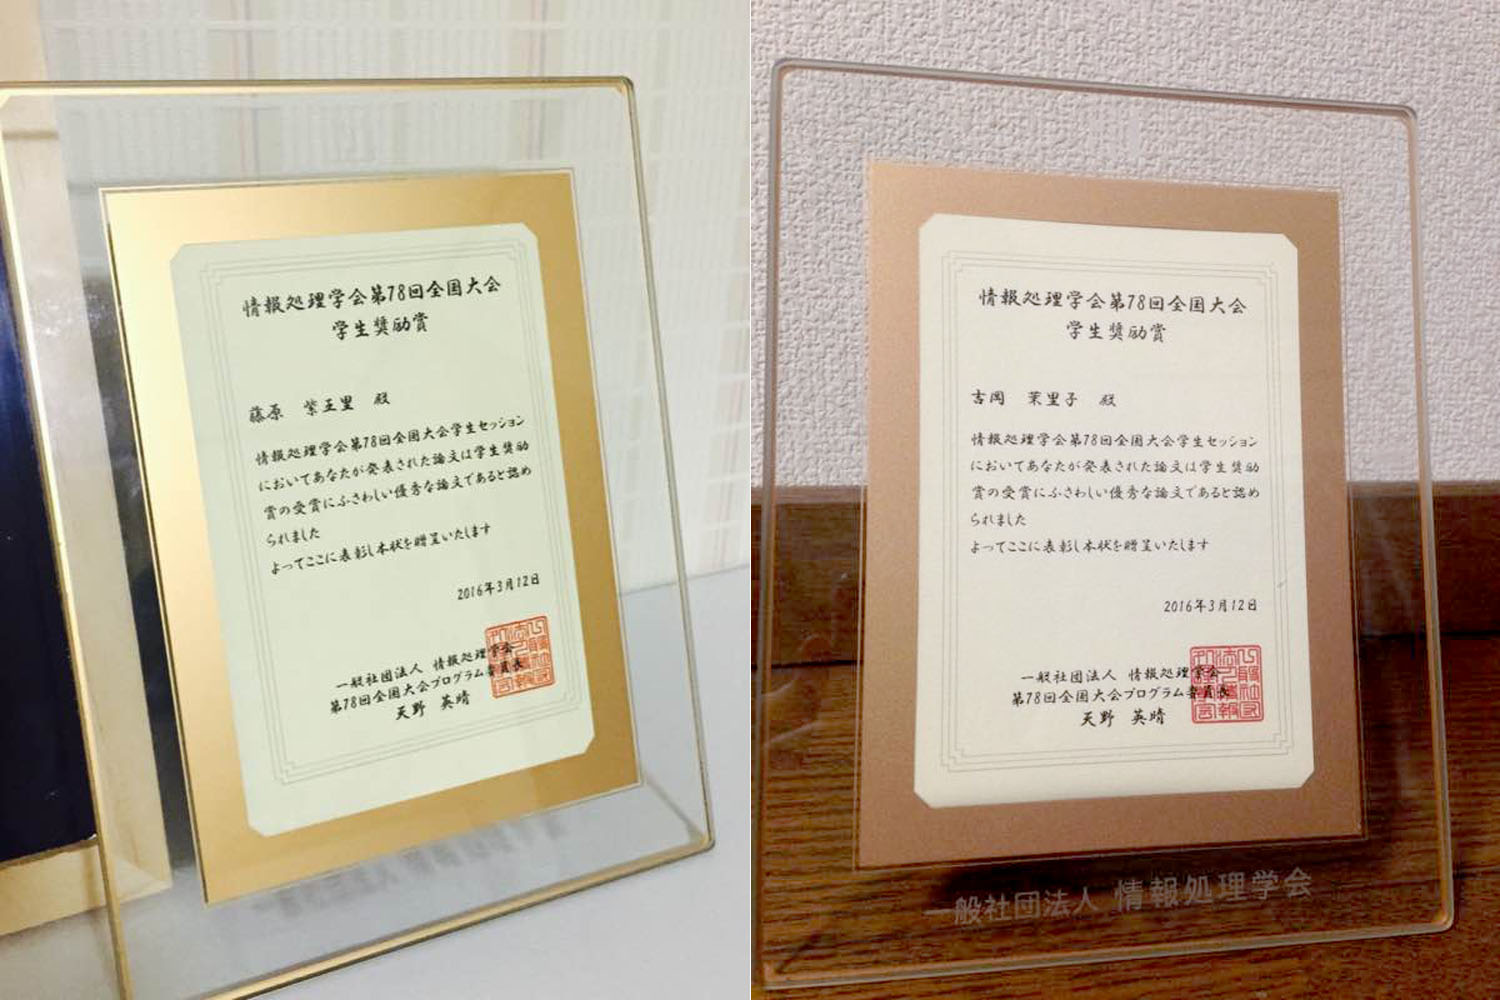 情報処理学会第78回全国大会
学生奨励賞
藤原 紫王里 殿
情報処理学会第78回全国大会学生セッション
においてあなたが発表された論文は学生奨励
賞の受賞にふさわしい優秀な論文であると認め
られました
よってここに表彰し本状を贈呈いたします
2016年3月12日
一般社団法人 情報処理学会
第78回全国大会プログラム委員長
天野 英晴
情報処理学会第78回全国大会
学生奨励賞
吉岡 茉里子 殿
情報処理学会第78回全国大会学生セッション
においてあなたが発表された論文は学生奨励
賞の受賞にふさわしい優秀な論文であると認め
られました
よってここに表彰し本状を贈呈いたします
2016年3月12日
一般社団法人 情報処理学会
第78回全国大会プログラム委員長
天野 英晴
一般社団法人 情報処理学会